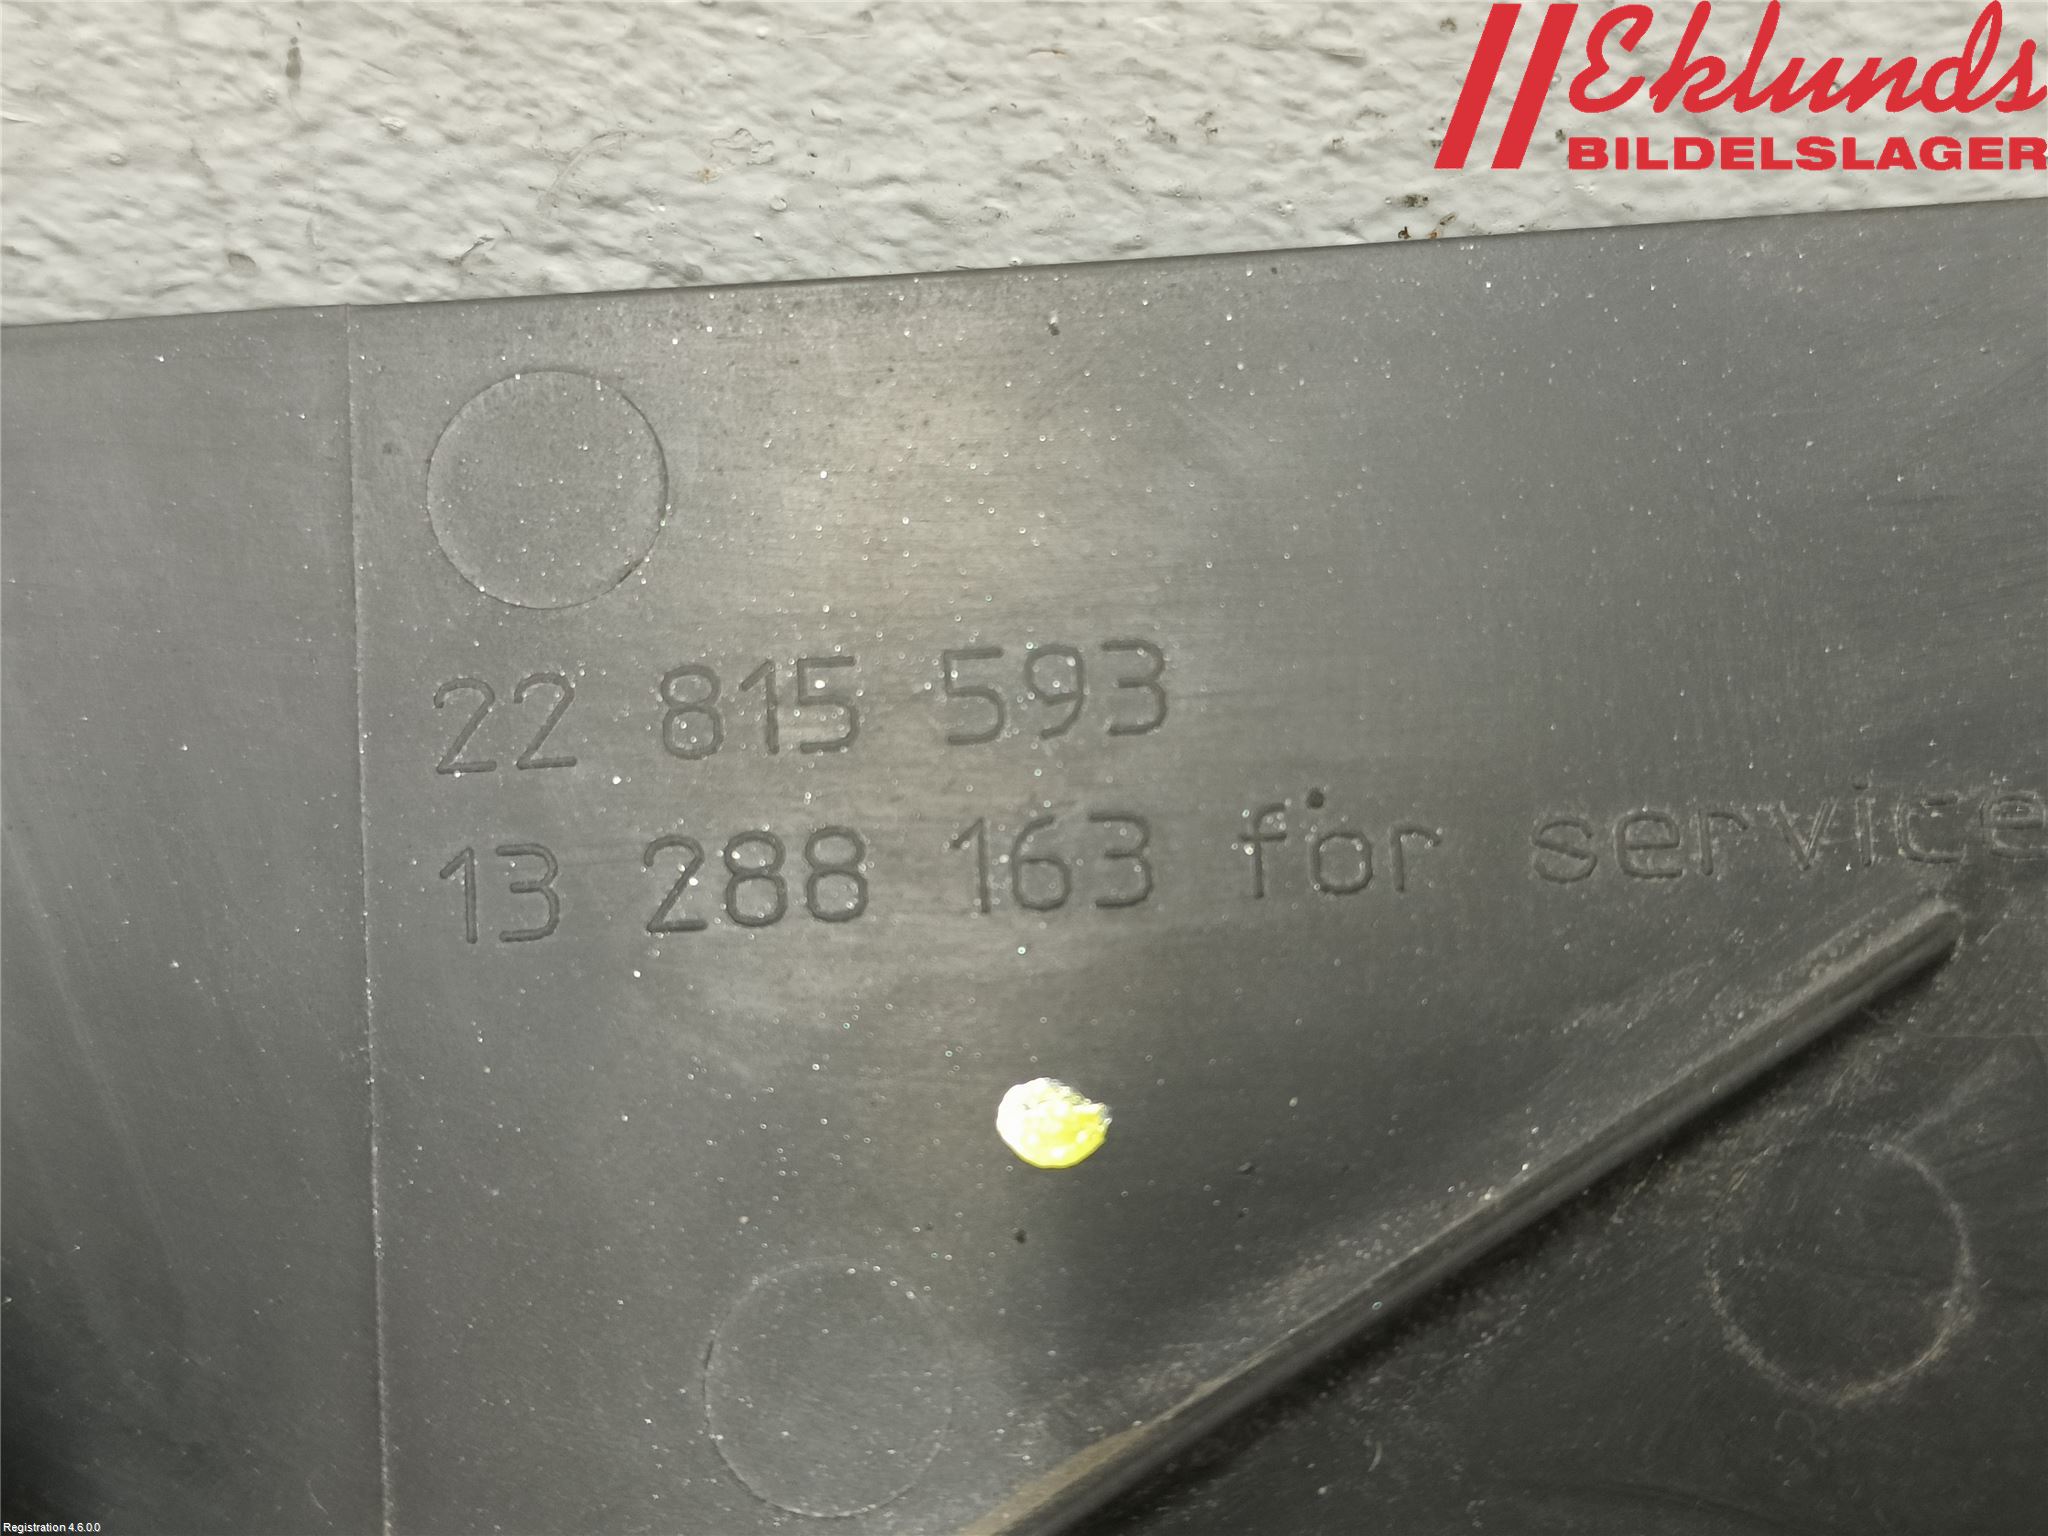 Eklunds
BILDELSLAGER
22 815 593
13 288 163 for service
Registration 4.6.0.0